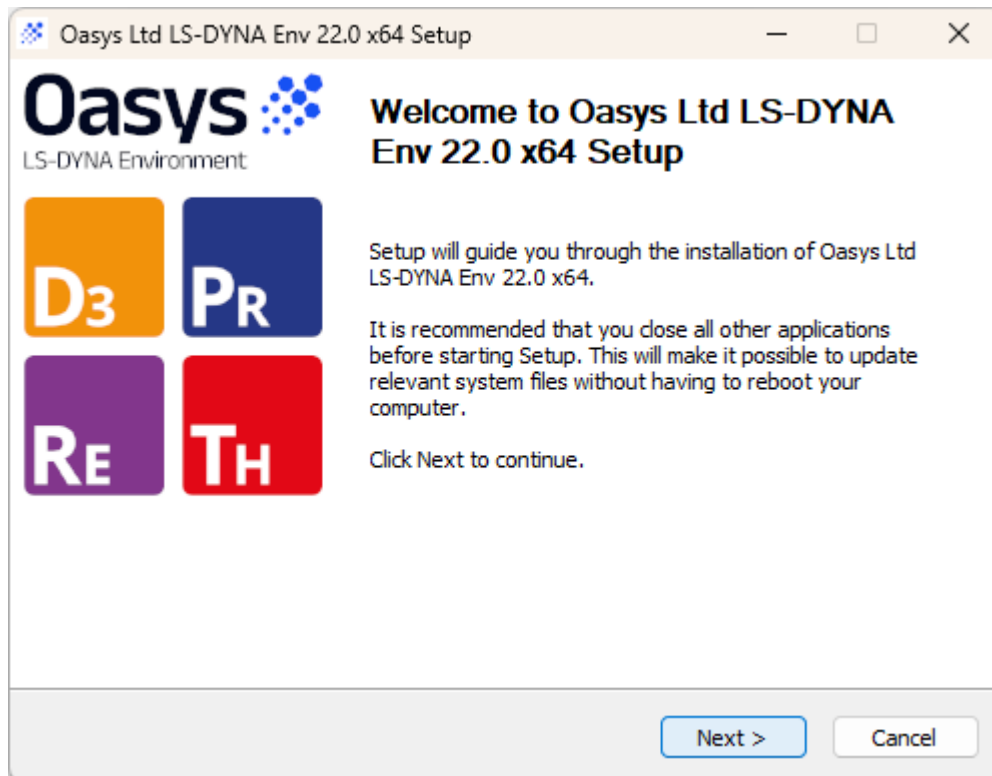 Oasys Ltd LS-DYNA Env 22.0 x64 Setup
Oasys
LS-DYNA Environment
D3
PR
RE
TH
Welcome to Oasys Ltd LS-DYNA
Env 22.0 x64 Setup
Setup will guide you through the installation of Oasys Ltd
LS-DYNA Env 22.0 x64.
It is recommended that you close all other applications
before starting Setup. This will make it possible to update
relevant system files without having to reboot your
computer.
Click Next to continue.
Next >
Cancel